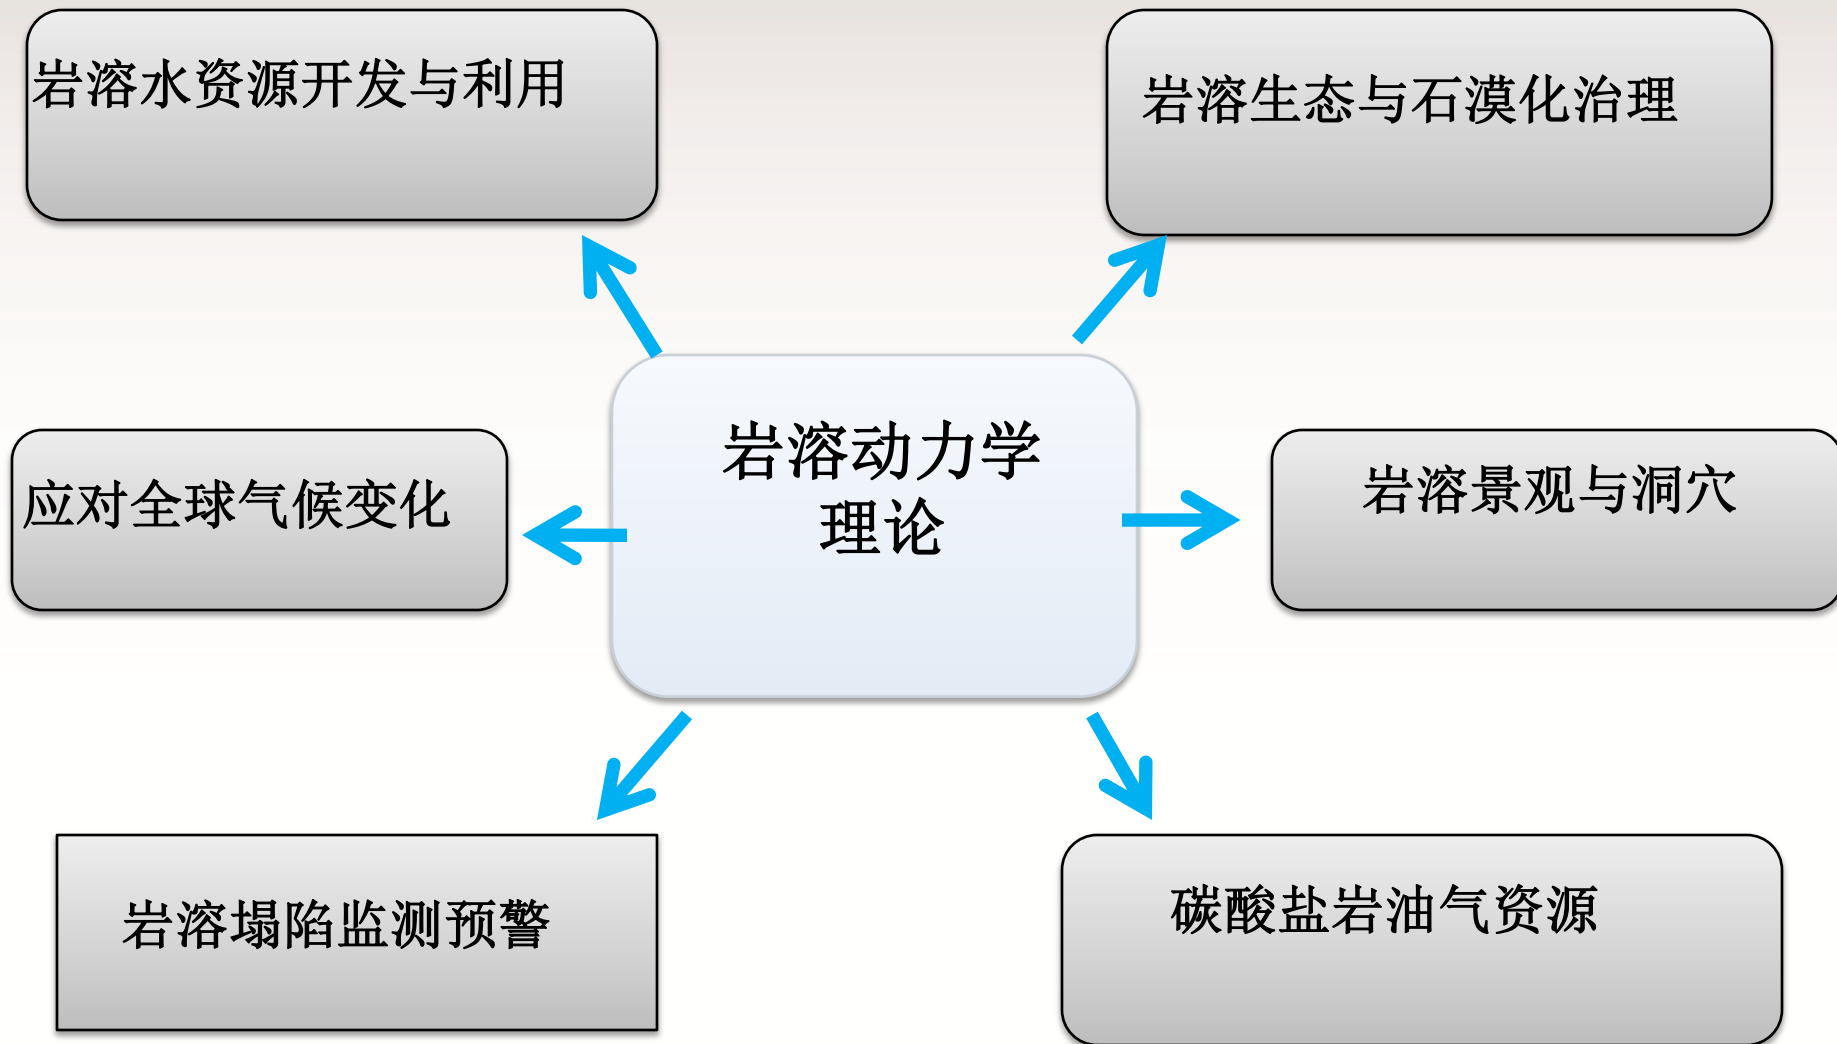 岩溶水资源开发与利用
岩溶生态与石漠化治理
岩溶动力学
理论
应对全球气候变化
岩溶景观与洞穴
岩溶塌陷监测预警
碳酸盐岩油气资源